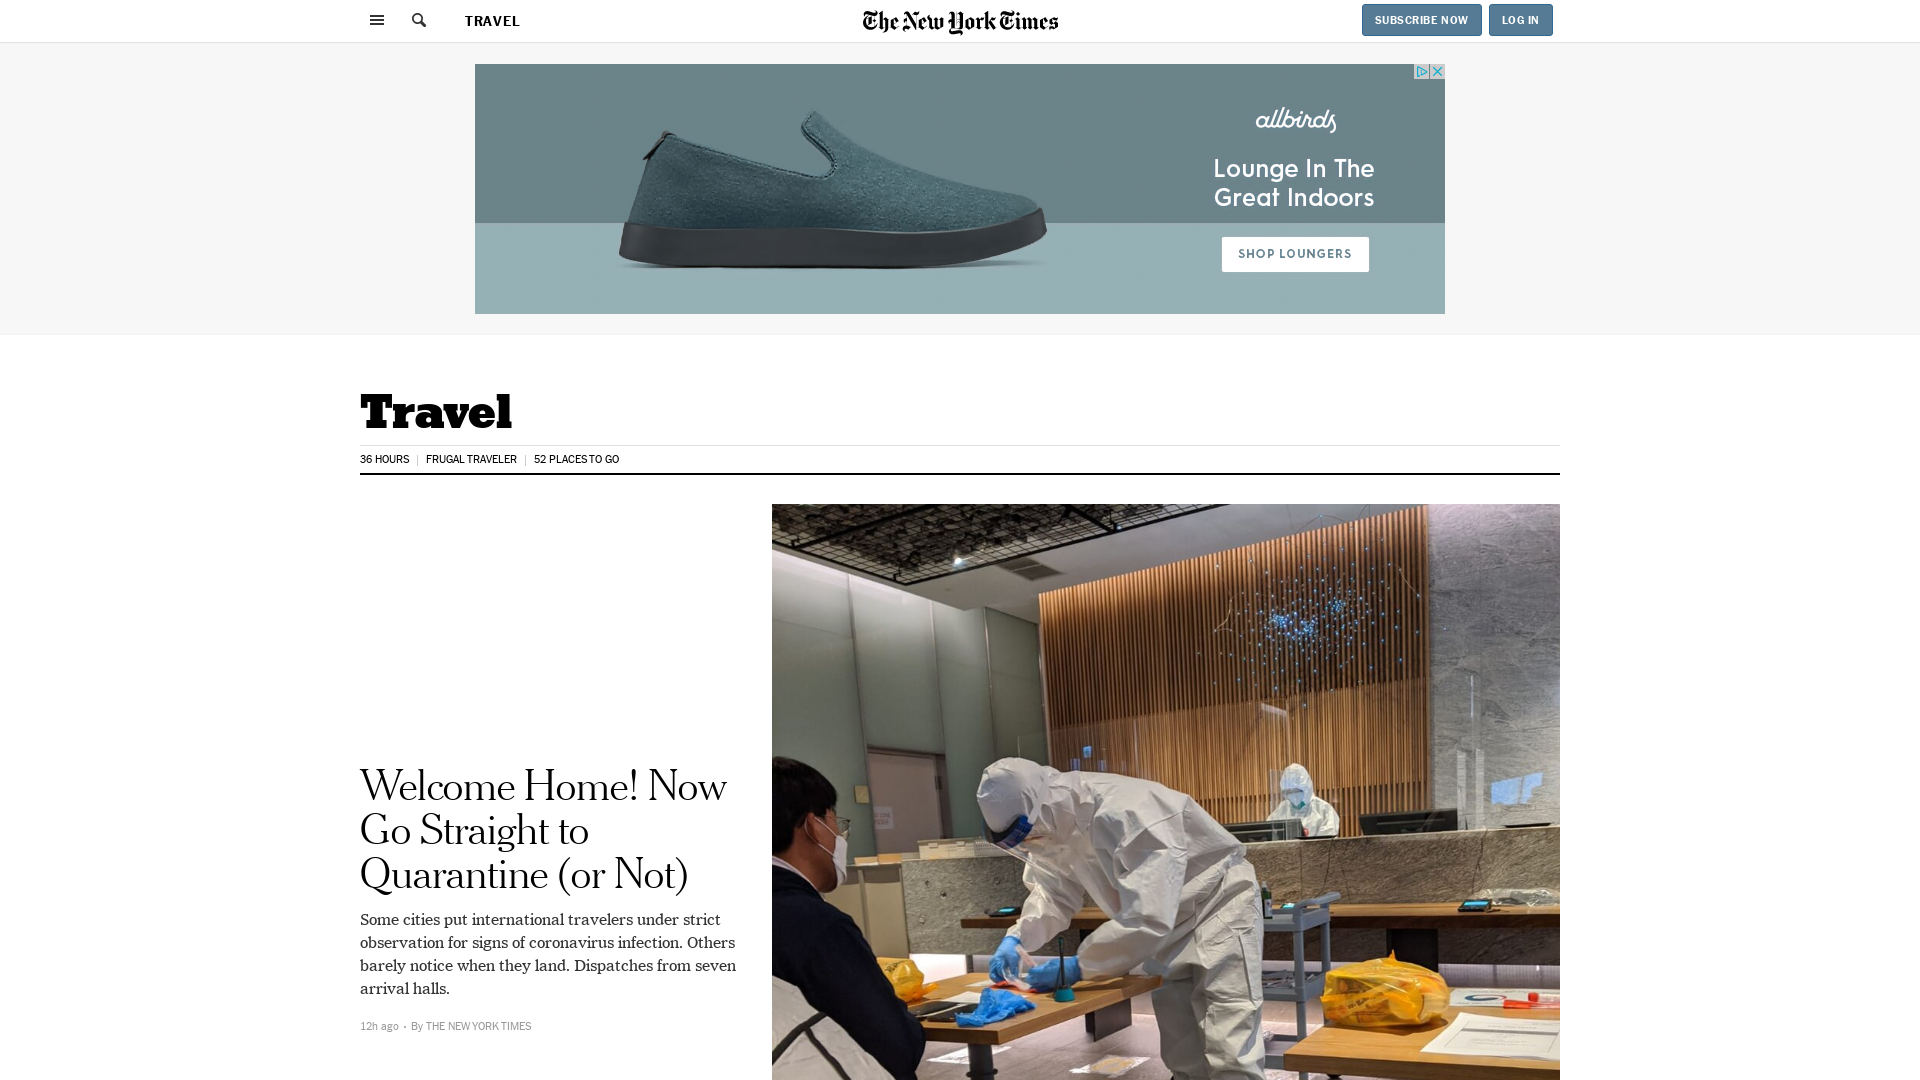 TRAVEL
The New York Times
SUBSCRIBE NOW
LOG IN
allbirds
Lounge In The
Great Indoors
SHOP LOUNGERS
Travel
36 HOURS
FRUGAL TRAVELER
52 PLACES TO GO
Welcome Home! Now
Go Straight to
Quarantine (or Not)
Some cities put international travelers under strict
observation for signs of coronavirus infection. Others
barely notice when they land. Dispatches from seven
arrival halls.
12h ago • By THE NEW YORK TIMES